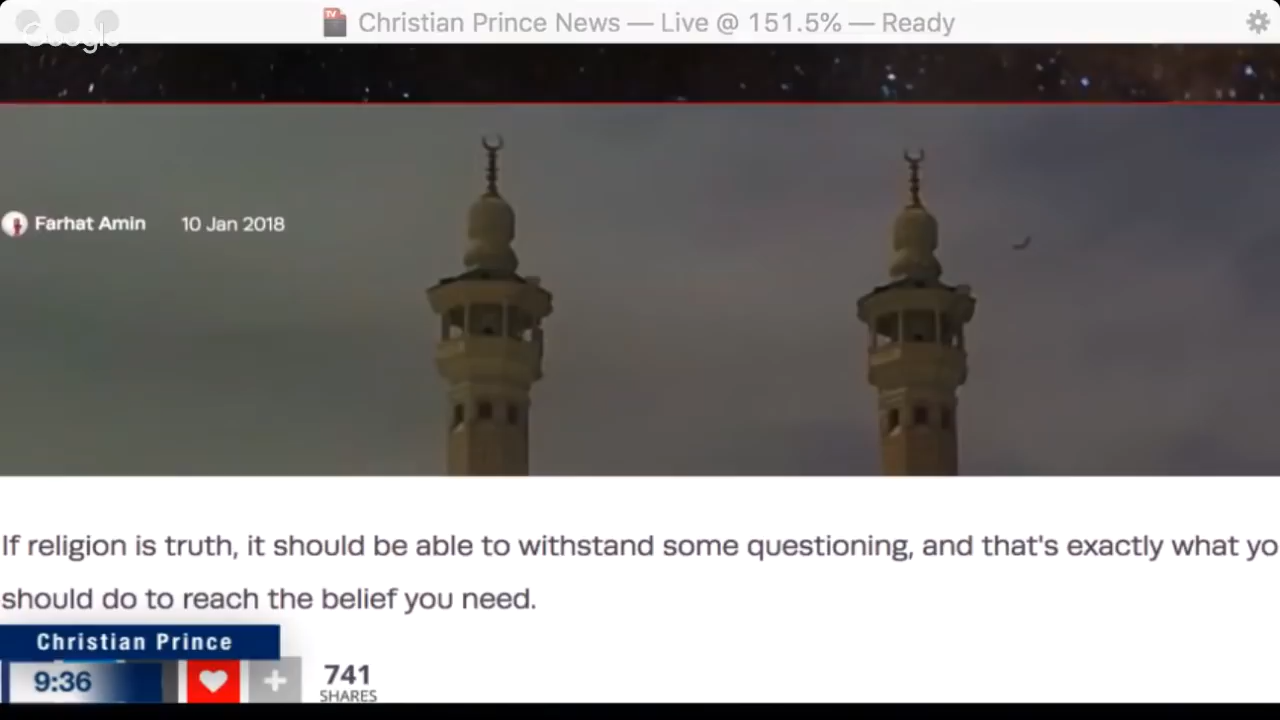 TV
Christian Prince News — Live @ 151.5% — Ready
Google
Farhat Amin
10 Jan 2018
If religion is truth, it should be able to withstand some questioning, and that's exactly what yo
should do to reach the belief you need.
Christian Prince
9:36
741
SHARES